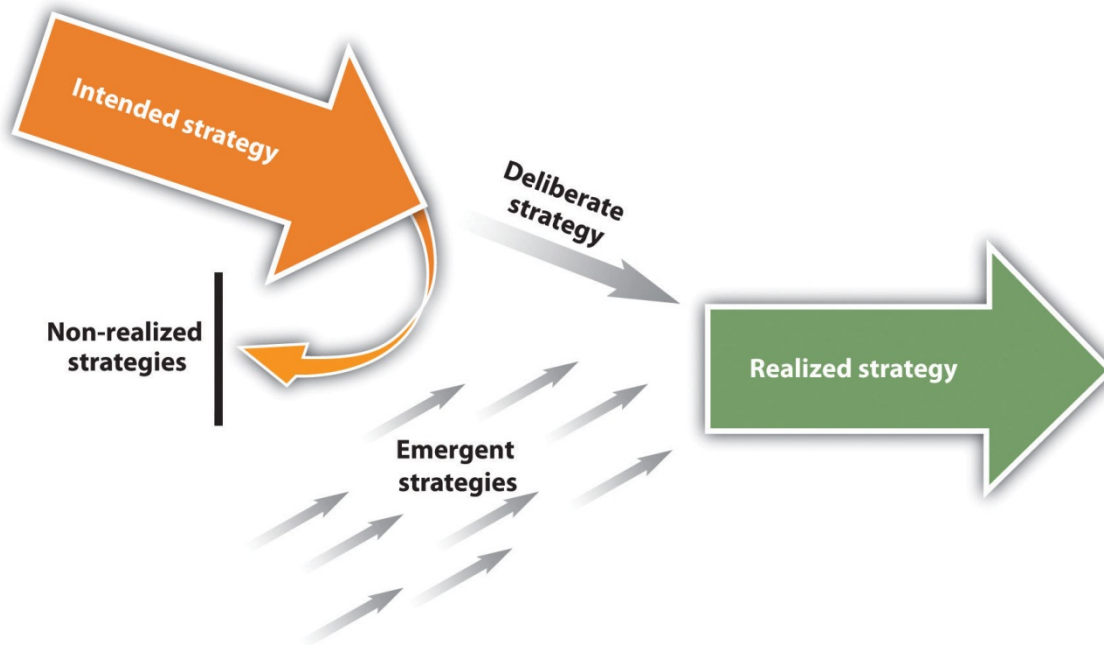 Intended strategy
Deliberate
strategy
Non-realized
strategies
Realized strategy
Emergent
strategies